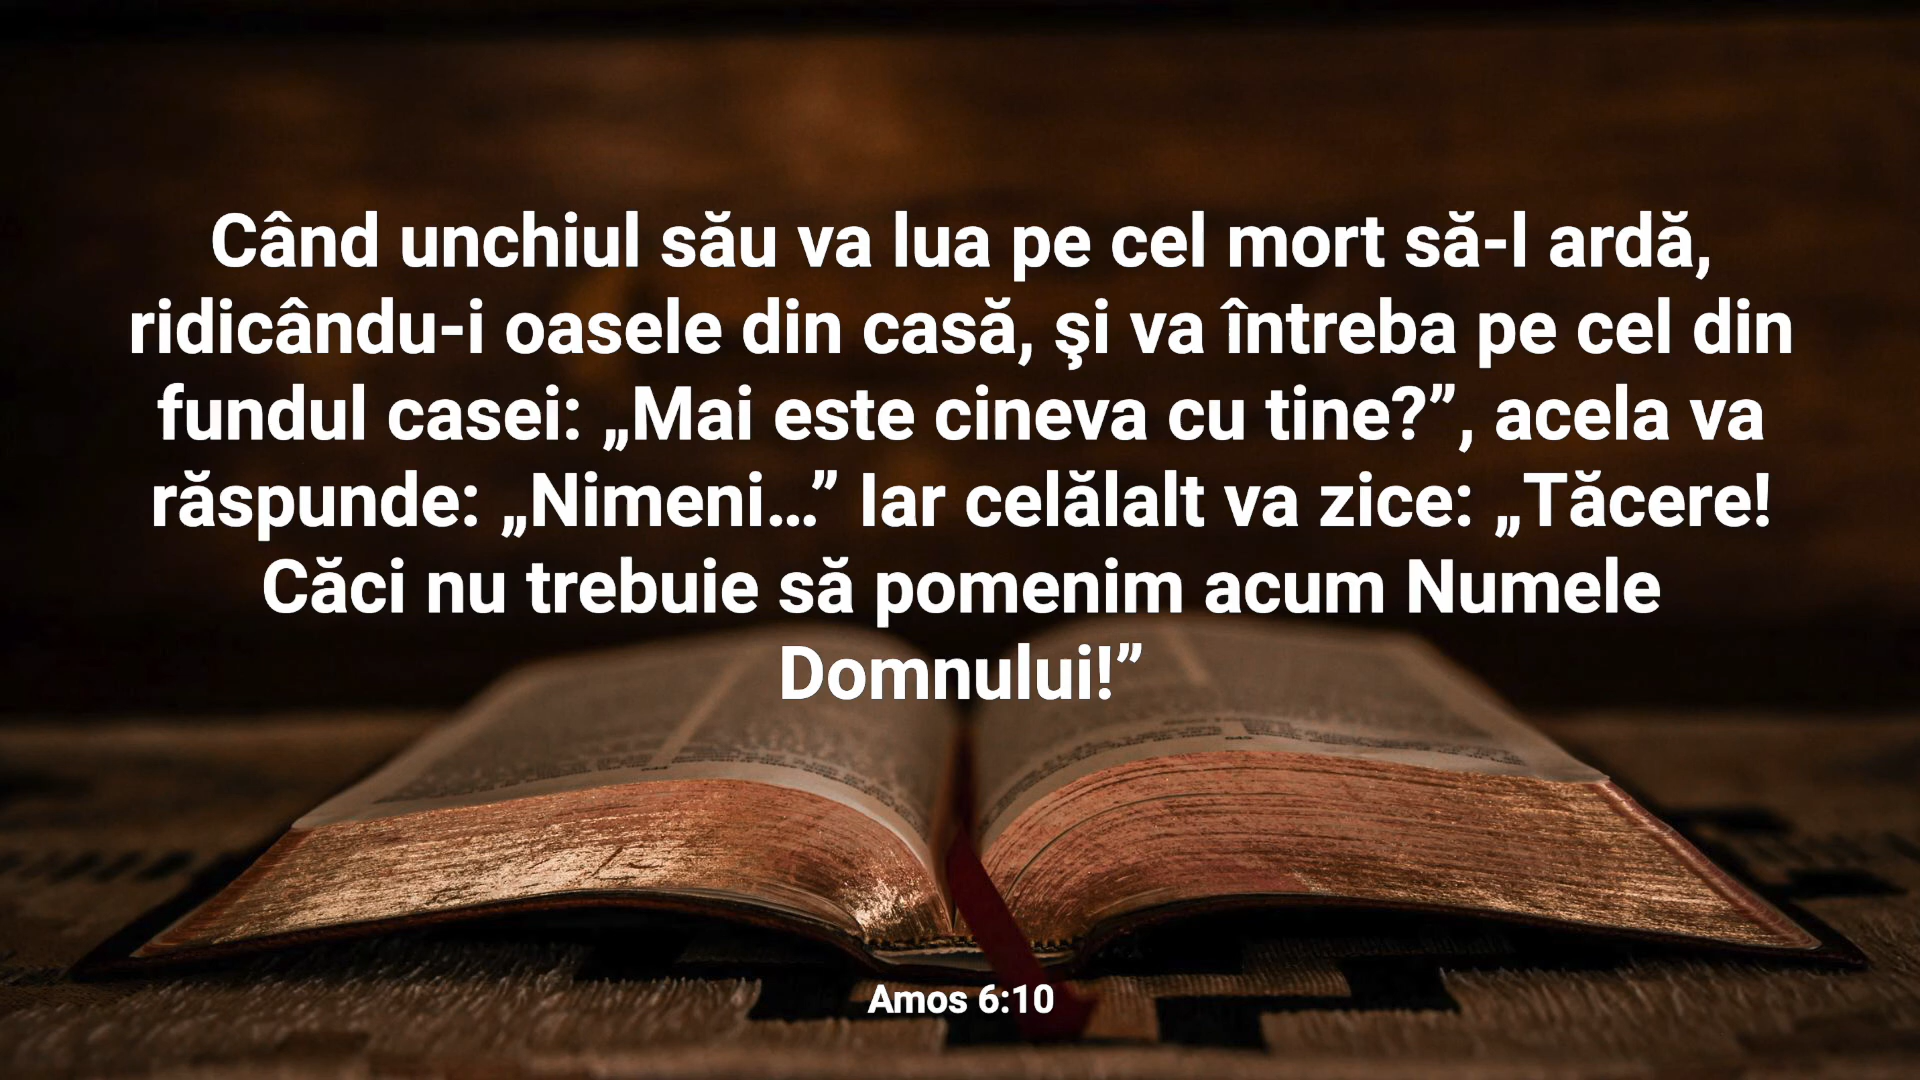 Când unchiul său va lua pe cel mort să-l ardă,
ridicându-i oasele din casă, şi va întreba pe cel din
fundul casei: „Mai este cineva cu tine?”, acela va
răspunde: „Nimeni…” Iar celălalt va zice: „Tăcere!
Căci nu trebuie să pomenim acum Numele
Domnului!”
Amos 6:10